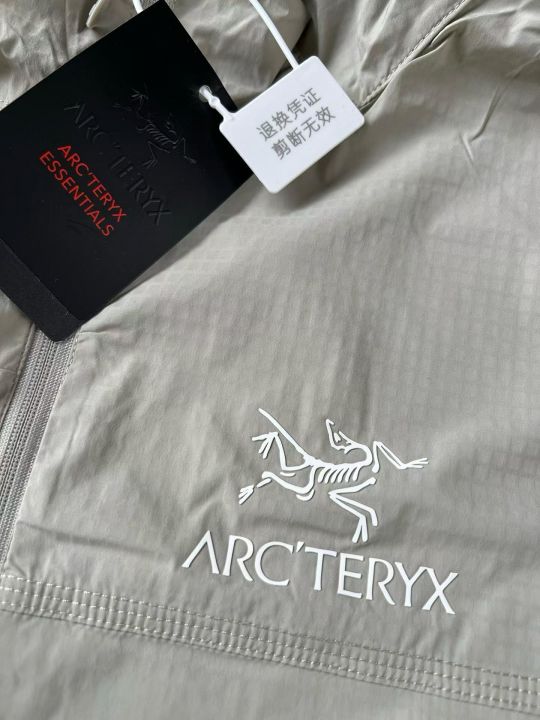 ARC'TERYX
ARC'TERYX
ESSENTIALS
退换凭证
剪断无效
ARC'TERYX